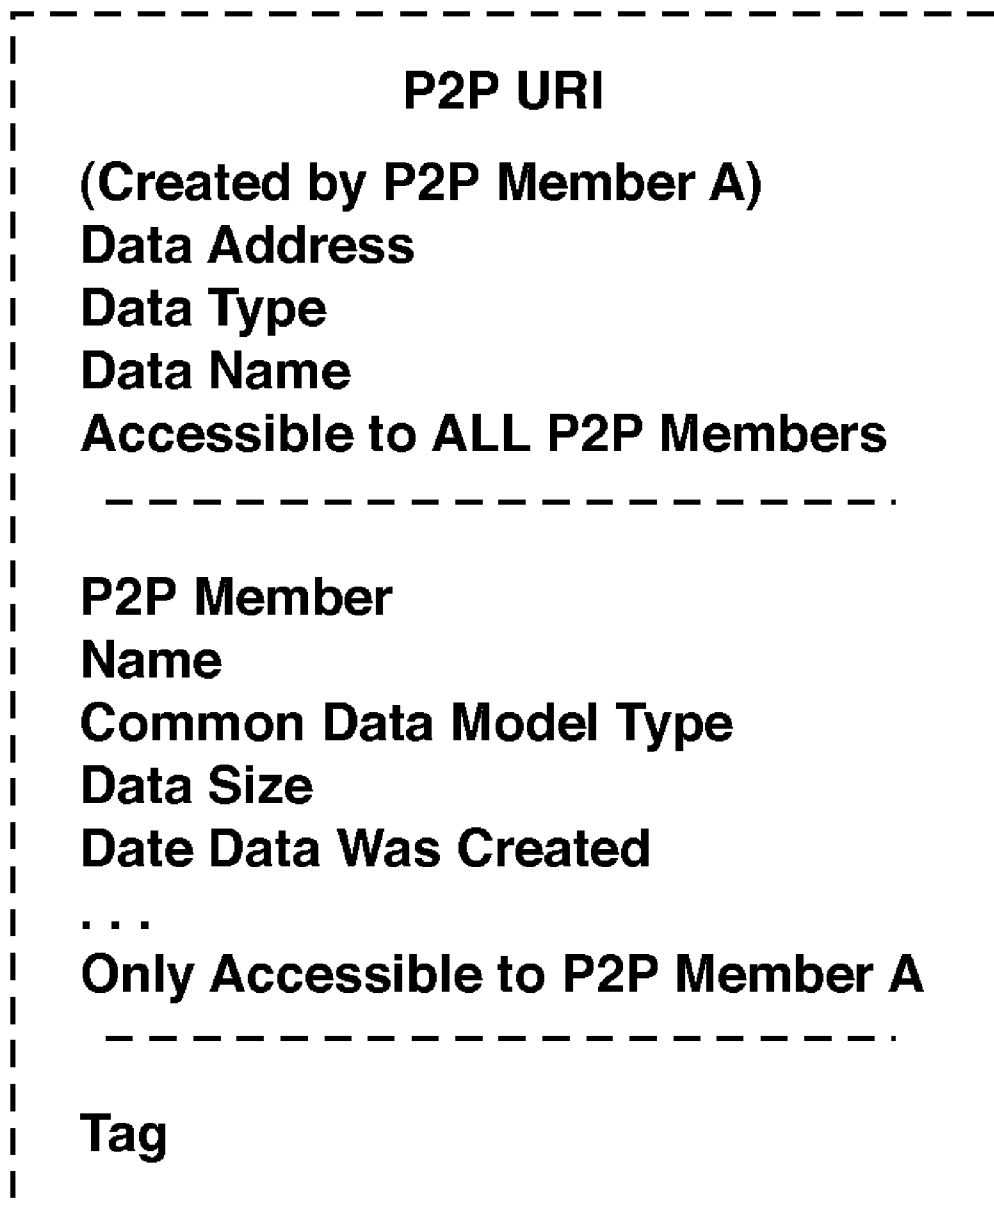 P2P URI
(Created by P2P Member A)
Data Address
Data Type
Data Name
Accessible to ALL P2P Members
P2P Member
Name
Common Data Model Type
Data Size
Date Data Was Created
. . .
Only Accessible to P2P Member A
Tag